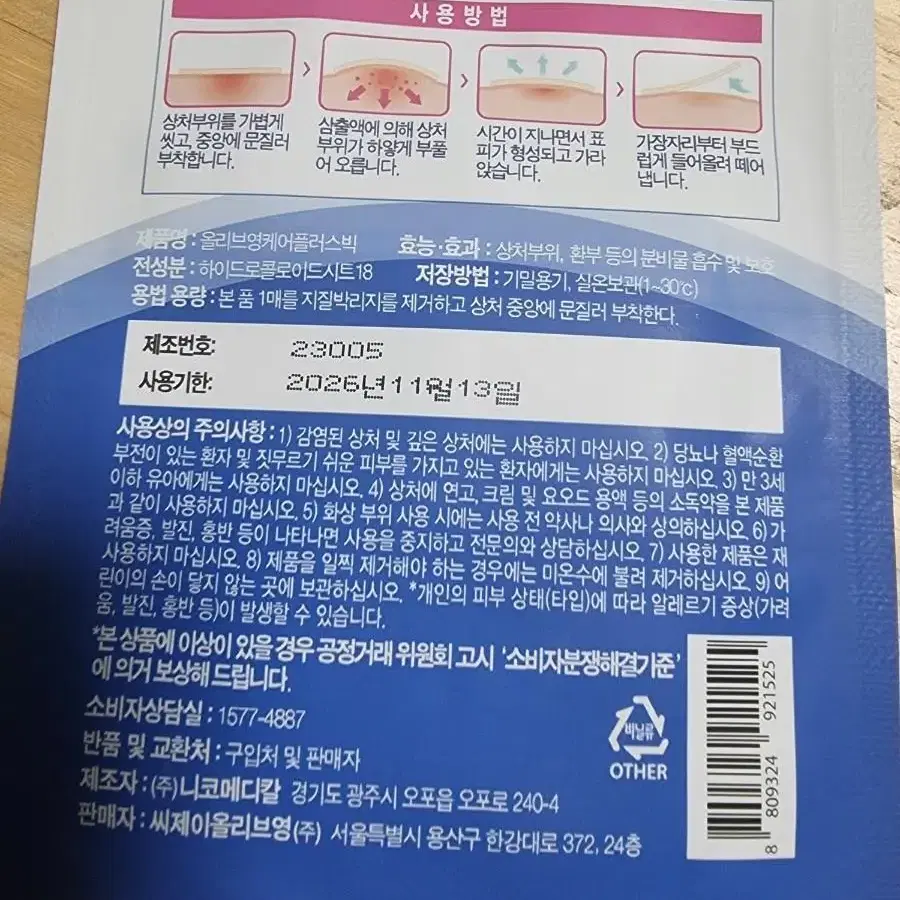 사용방법
상처부위를 가볍게
씻고, 중앙에 문질러
부착합니다.
삼출액에 의해 상처
부위가 하얗게 부풀
어 오릅니다.
시간이 지나면서 표
피가 형성되고 가라
앉습니다.
가장자리부터 부드
럽게 들어올려 떼어
냅니다.
제품명 : 올리브영케어플러스빅 효능·효과 : 상처부위, 환부 등의 분비물 흡수 및 보호
전성분 : 하이드로콜로이드시트18 저장방법 : 기밀용기, 실온보관(1~30℃)
용법 용량 : 본 품 1매를 지질박리지를 제거하고 상처 중앙에 문질러 부착한다.
제조번호: 23005
사용기한: 2026년11월13일
사용상의 주의사항 : 1) 감염된 상처 및 깊은 상처에는 사용하지 마십시오. 2) 당뇨나 혈액순환
부전이 있는 환자 및 짓무르기 쉬운 피부를 가지고 있는 환자에게는 사용하지 마십시오. 3) 만 3세
이하 유아에게는 사용하지 마십시오. 4) 상처에 연고, 크림 및 요오드 용액 등의 소독약을 본 제품
과 같이 사용하지 마십시오. 5) 화상 부위 사용 시에는 사용 전 약사나 의사와 상의하십시오. 6) 가
려움증, 발진, 홍반 등이 나타나면 사용을 중지하고 전문의와 상담하십시오. 7) 사용한 제품은 재
사용하지 마십시오. 8) 제품을 일찍 제거해야 하는 경우에는 미온수에 불려 제거하십시오. 9) 어
린이의 손이 닿지 않는 곳에 보관하십시오. *개인의 피부 상태(타입)에 따라 알레르기 증상(가려
움, 발진, 홍반 등)이 발생할 수 있습니다.
*본 상품에 이상이 있을 경우 공정거래 위원회 고시 '소비자분쟁해결기준'
에 의거 보상해 드립니다.
소비자상담실 : 1577-4887
반품 및 교환처 : 구입처 및 판매자
제조자 : (주)니코메디칼 경기도 광주시 오포읍 오포로 240-4
판매자 : 씨제이올리브영(주) 서울특별시 용산구 한강대로 372, 24층
비닐류
OTHER
8 809324 921525